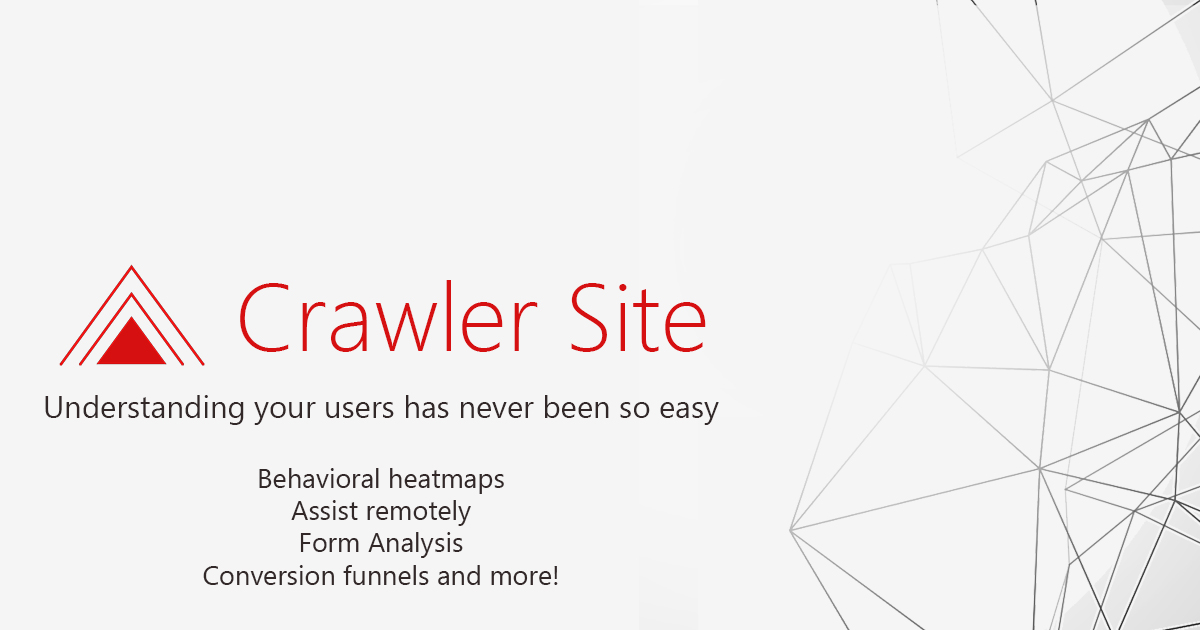 Crawler Site
Understanding your users has never been so easy
Behavioral heatmaps
Assist remotely
Form Analysis
Conversion funnels and more!